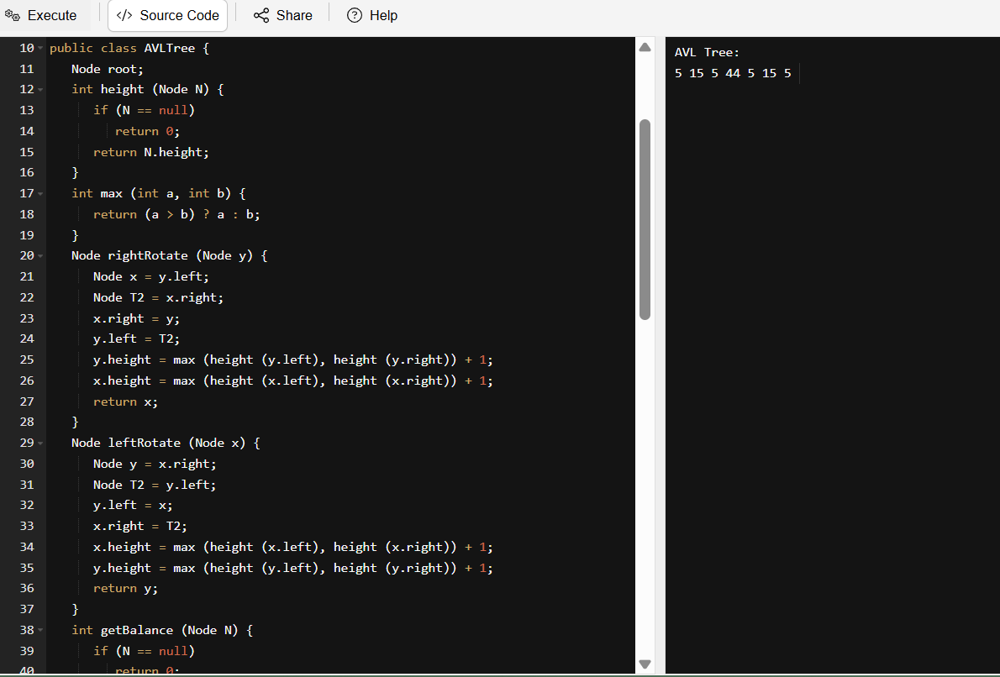 Execute </> Source Code Share ? Help
10 public class AVLTree {
11 Node root;
12 int height (Node N) {
13 if (N == null)
14 return 0;
15 return N.height;
16 }
17 int max (int a, int b) {
18 return (a > b) ? a : b;
19 }
20 Node rightRotate (Node y) {
21 Node x = y.left;
22 Node T2 = x.right;
23 x.right = y;
24 y.left = T2;
25 y.height = max (height (y.left), height (y.right)) + 1;
26 x.height = max (height (x.left), height (x.right)) + 1;
27 return x;
28 }
29 Node leftRotate (Node x) {
30 Node y = x.right;
31 Node T2 = y.left;
32 y.left = x;
33 x.right = T2;
34 x.height = max (height (x.left), height (x.right)) + 1;
35 y.height = max (height (y.left), height (y.right)) + 1;
36 return y;
37 }
38 int getBalance (Node N) {
39 if (N == null)
40 return 0;
AVL Tree:
5 15 5 44 5 15 5